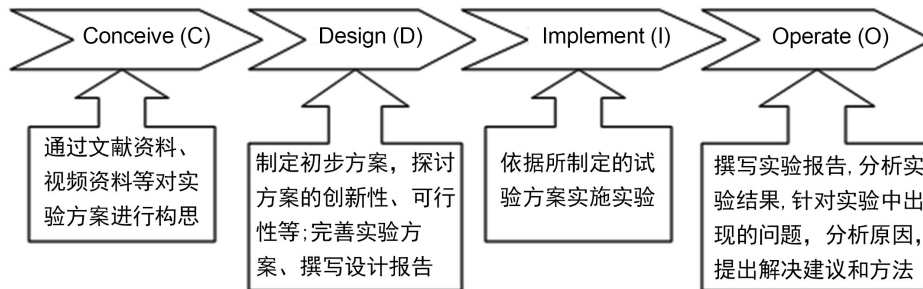 Conceive (C)
Design (D)
Implement (I)
Operate (O)
通过文献资料、
视频资料等对实
验方案进行构思
制定初步方案，探讨
方案的创新性、可行
性等；完善实验方
案、撰写设计报告
依据所制定的试
验方案实施实验
撰写实验报告，分析实
验结果，针对实验中出
现的问题，分析原因，
提出解决建议和方法